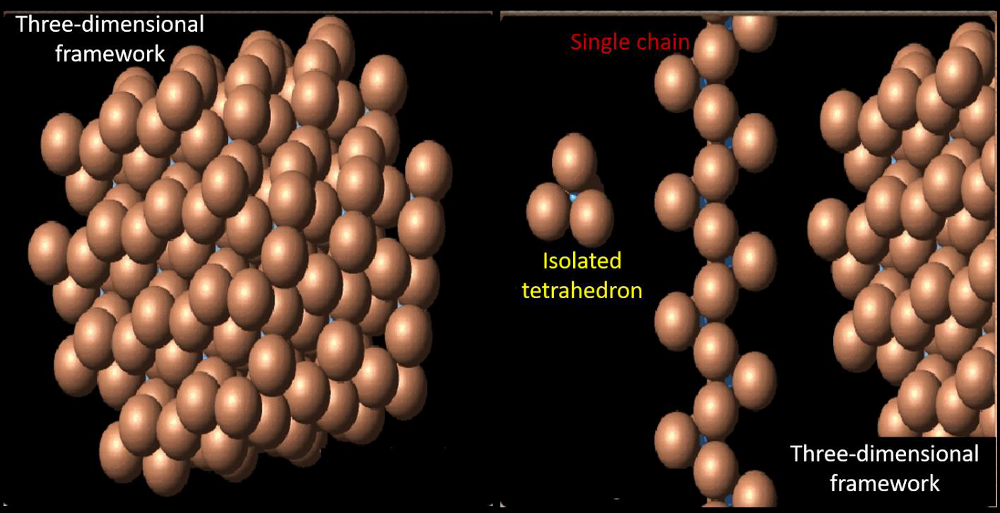 Three-dimensional
framework
Single chain
Isolated
tetrahedron
Three-dimensional
framework